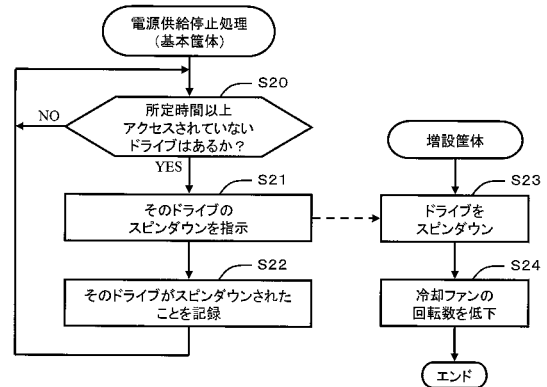 電源供給停止処理
(基本筐体)
S20
NO
所定時間以上
アクセスされていない
ドライブはあるか？
YES
S21
そのドライブの
スピンダウンを指示
S22
そのドライブがスピンダウンされた
ことを記録
増設筐体
S23
ドライブを
スピンダウン
S24
冷却ファンの
回転数を低下
エンド